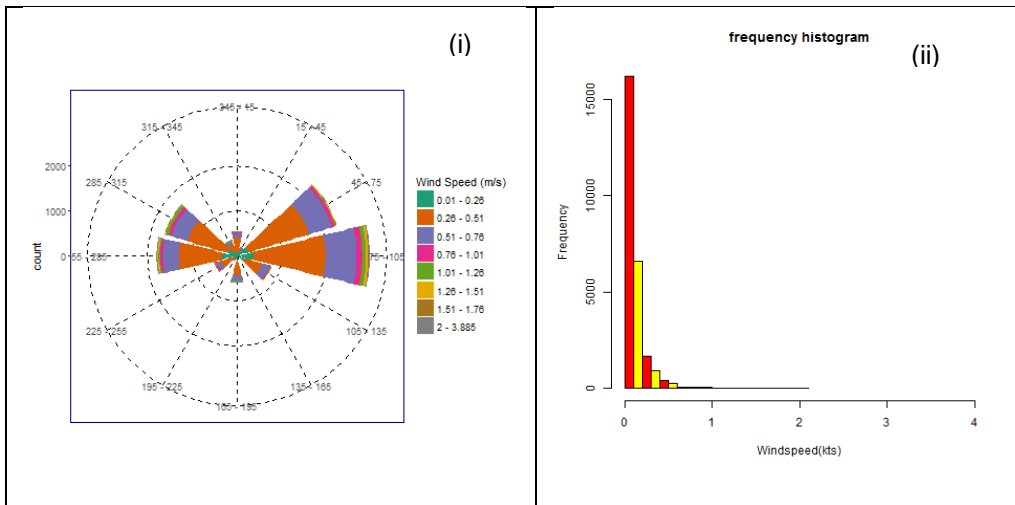 (i)
345 - 15
315 - 345
15 - 45
2000
285 - 315
45 - 75
Wind Speed (m/s)
0.01 - 0.26
0.26 - 0.51
0.51 - 0.76
0.76 - 1.01
1.01 - 1.26
1.26 - 1.51
1.51 - 1.76
2 - 3.885
1000
count
0
55 - 285
75 - 105
225 - 255
105 - 135
195 - 225
135 - 165
165 - 195
frequency histogram
(ii)
15000
10000
5000
0
Frequency
0 1 2 3 4
Windspeed(kts)